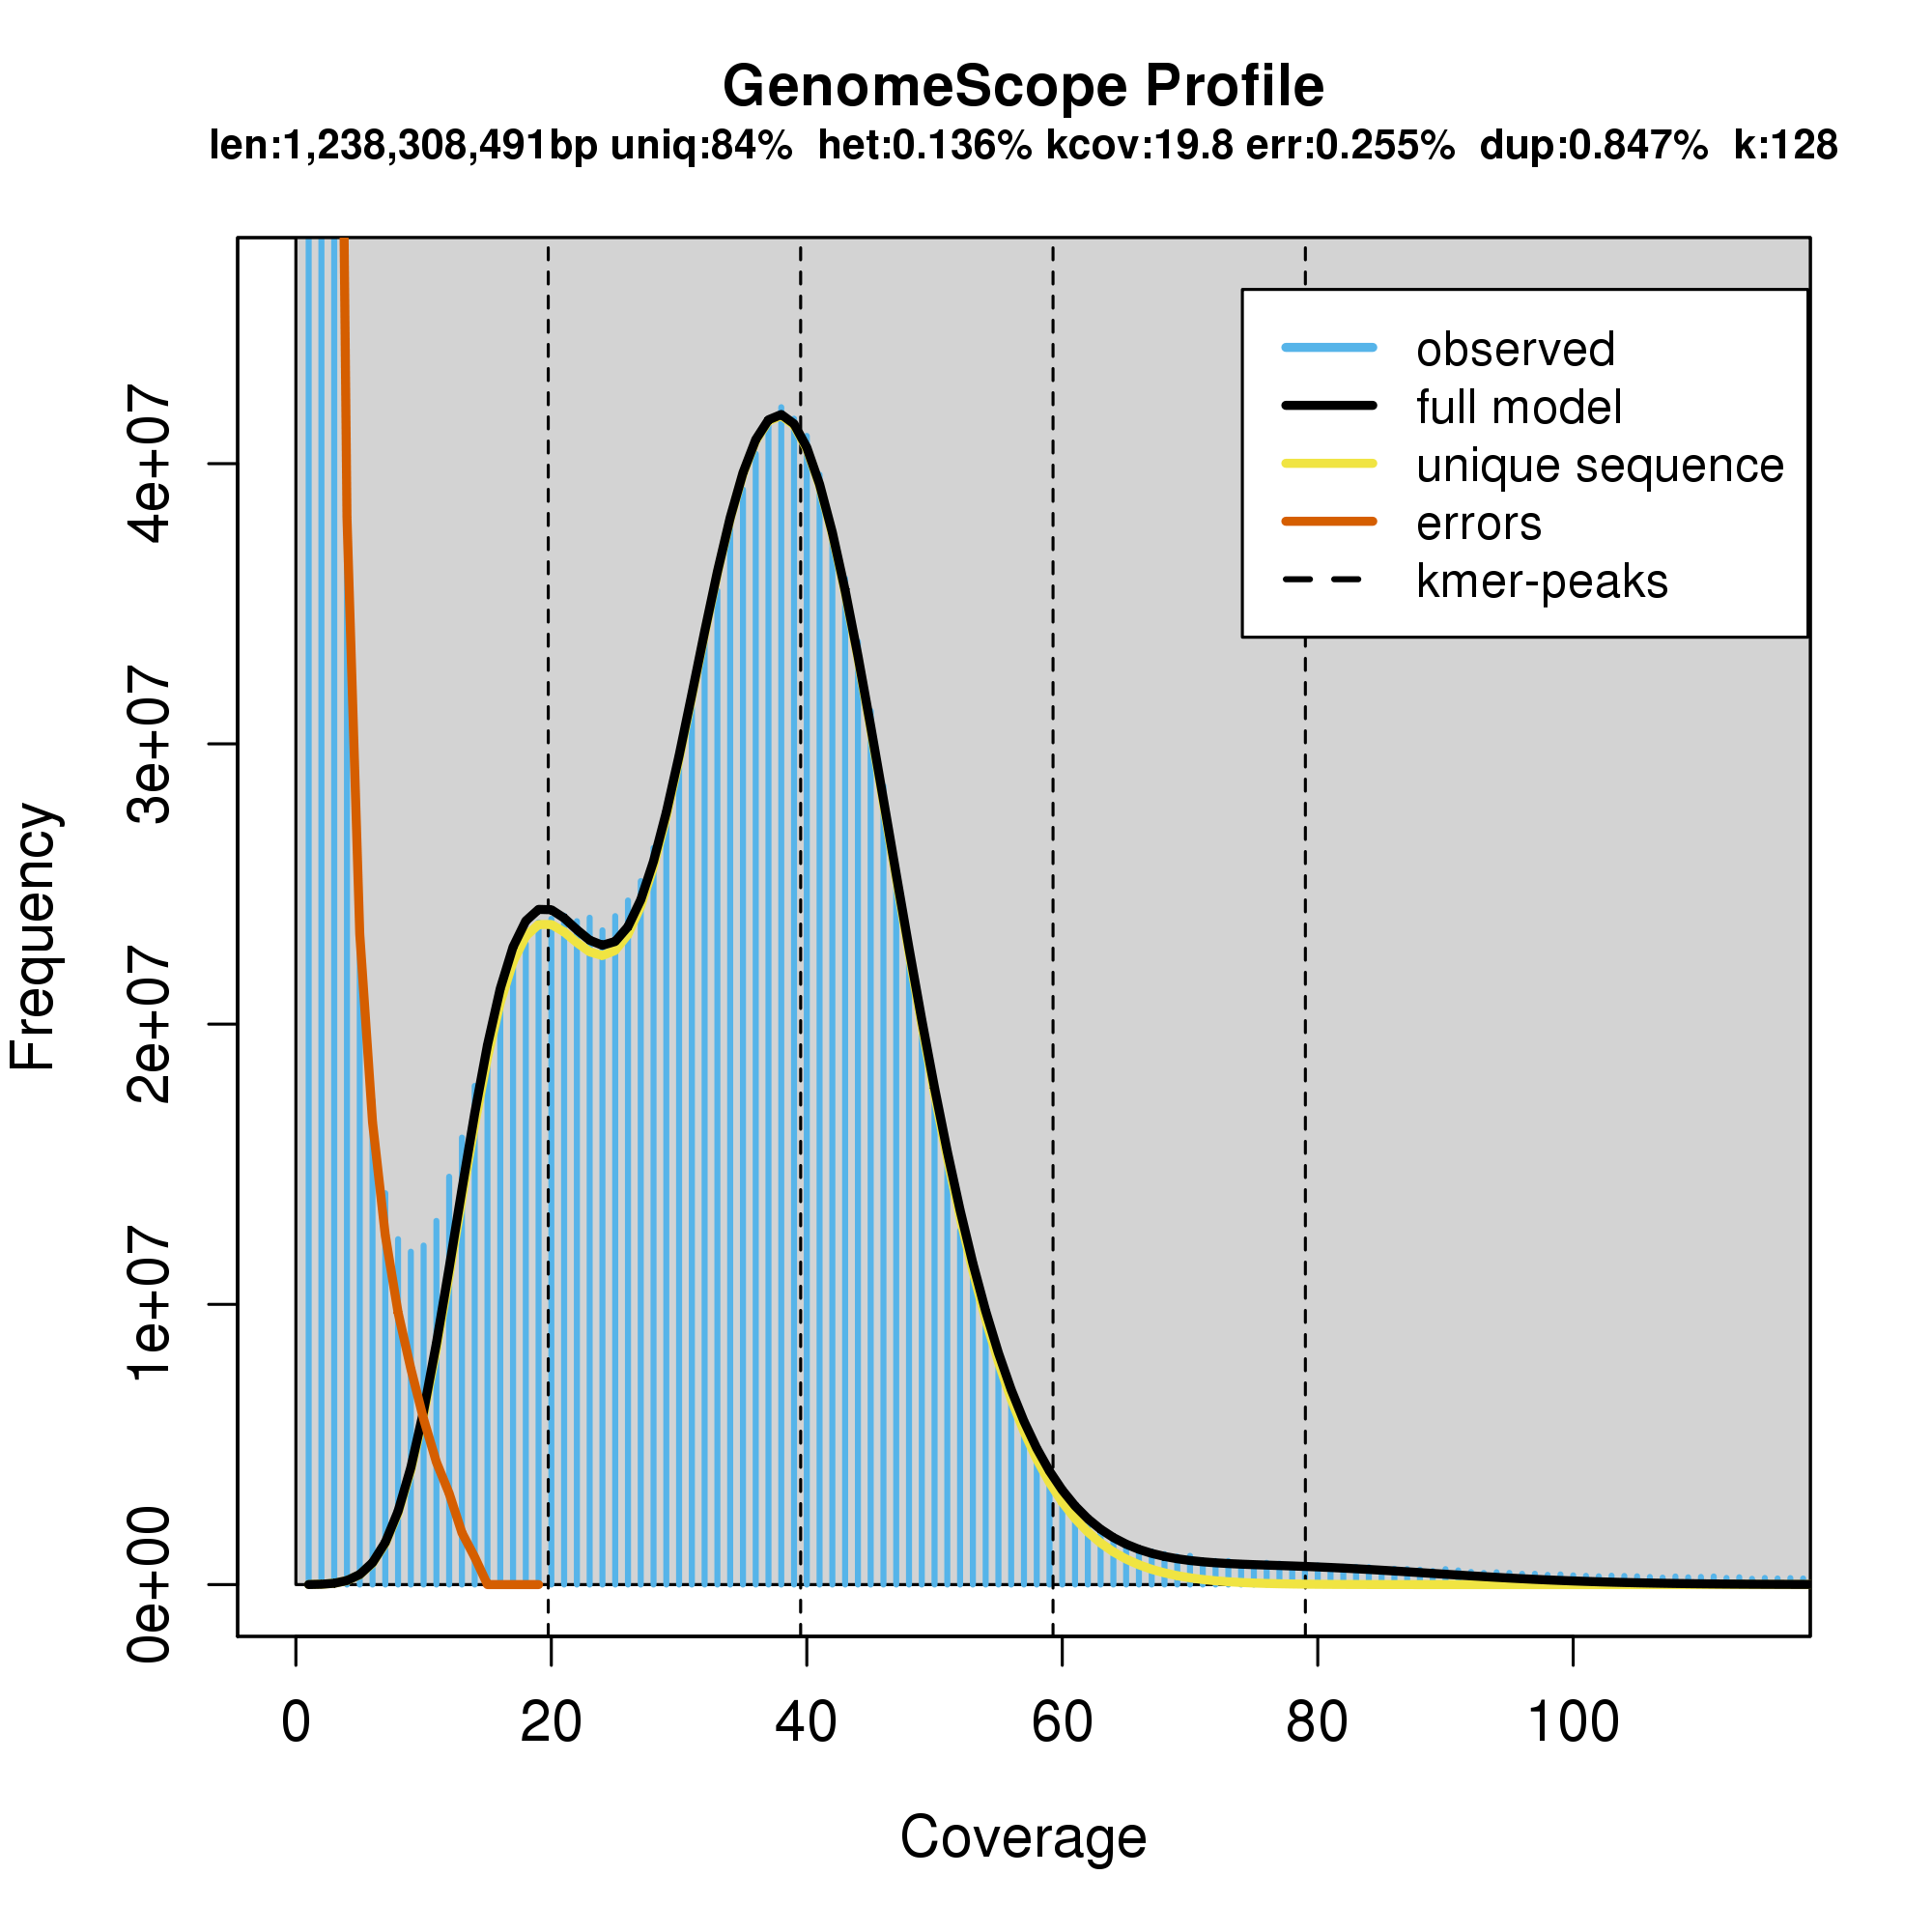 GenomeScope Profile
len:1,238,308,491bp uniq:84% het:0.136% kcov:19.8 err:0.255% dup:0.847% k:128
observed
full model
unique sequence
errors
kmer-peaks
Frequency
4e+07
3e+07
2e+07
1e+07
0e+00
0 20 40 60 80 100
Coverage